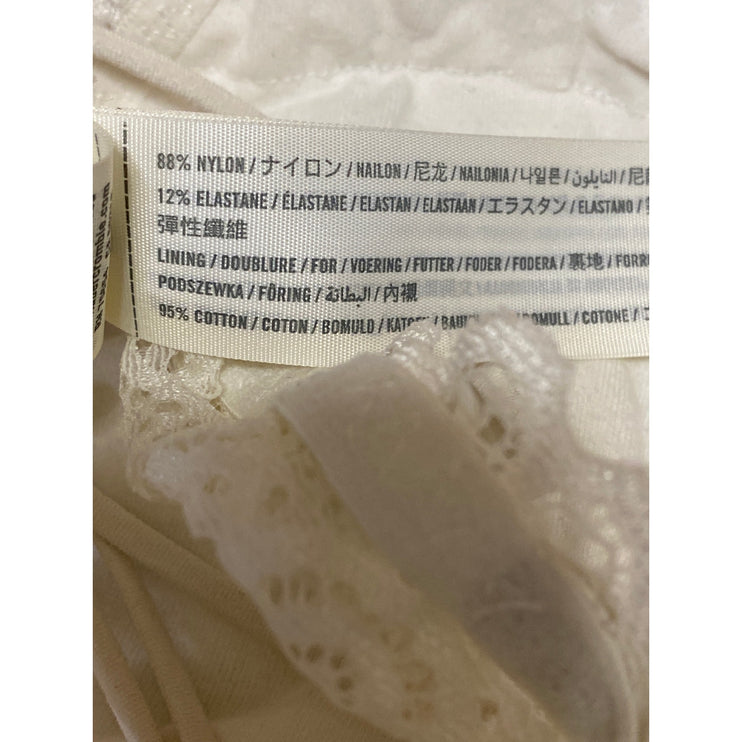 88% NYLON / ナイロン / NAILON / 尼龙 / NAILONIA / 나일론 / النايلون /
12% ELASTANE / ÉLASTANE / ELASTAN / ELASTAAN / エラスタン / ELASTANO /
彈性纖維
LINING / DOUBLURE / FOR / VOERING / FUTTER / FODER / FODERA / 裏地 /
PODSZEWKA / FÖRING / البطانة / 內襯
95% COTTON / COTON / BOMULD / COTONE /